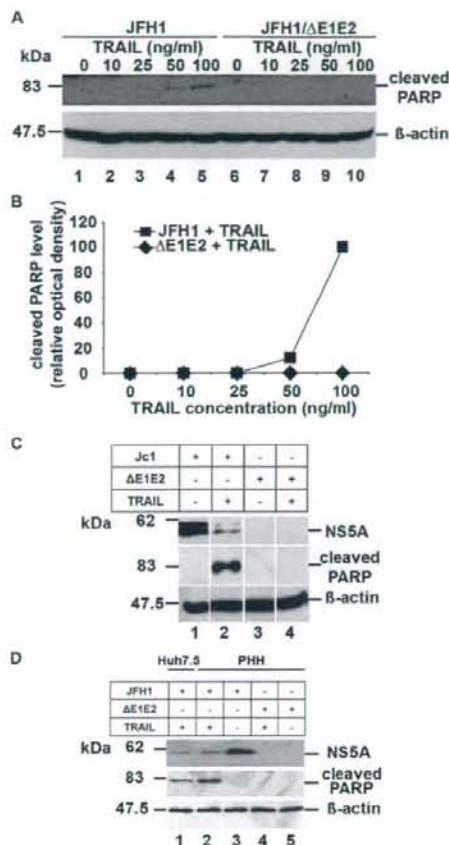 A
JFH1 JFH1/ΔE1E2
TRAIL (ng/ml) TRAIL (ng/ml)
kDa 0 10 25 50 100 0 10 25 50 100
83 cleaved PARP
47.5 ß-actin
1 2 3 4 5 6 7 8 9 10
B
cleaved PARP level
(relative optical density)
120
100
80
60
40
20
0
JFH1 + TRAIL
ΔE1E2 + TRAIL
0 10 25 50 100
TRAIL concentration (ng/ml)
C
Jc1 + + - -
ΔE1E2 - - + +
TRAIL - + - +
kDa
62 NS5A
83 cleaved PARP
47.5 ß-actin
1 2 3 4
D
Huh7.5 PHH
JFH1 + + + - -
ΔE1E2 - - - + +
TRAIL + + - + -
kDa
62 NS5A
83 cleaved PARP
47.5 ß-actin
1 2 3 4 5